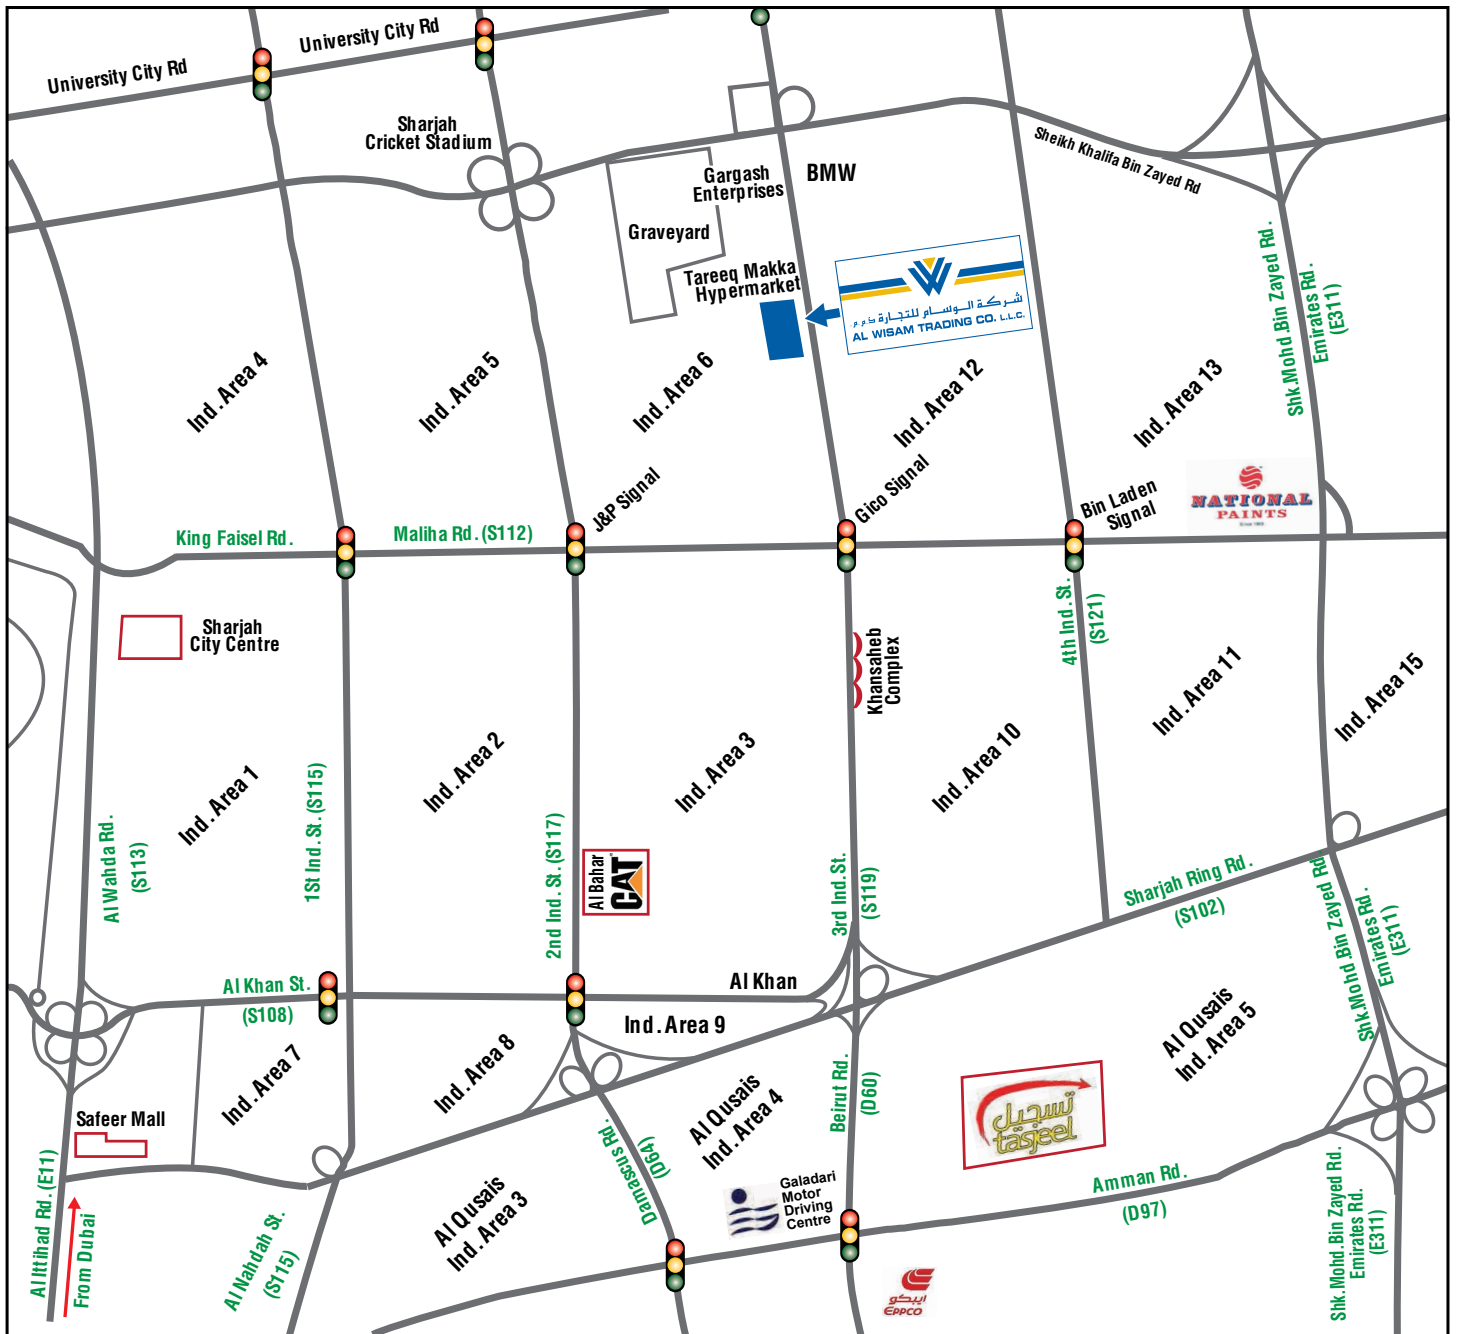 University City Rd
University City Rd
Sharjah
Cricket Stadium
Sheikh Khalifa Bin Zayed Rd
Gargash
Enterprises
BMW
Graveyard
Tareeq Makka
Hypermarket
شركة الوسام للتجارة ذ.م.م
AL WISAM TRADING CO. L.L.C.
Shk.Mohd.Bin Zayed Rd.
Emirates Rd.
(E311)
Ind. Area 4
Ind. Area 5
Ind. Area 6
Ind. Area 12
Ind. Area 13
J&P Signal
Gico Signal
Bin Laden
Signal
NATIONAL
PAINTS
King Faisel Rd.
Maliha Rd. (S112)
4th Ind. St.
(S121)
Sharjah
City Centre
Khansaheb
Complex
Ind. Area 1
Ind. Area 2
Ind. Area 3
Ind. Area 10
Ind. Area 11
Ind. Area 15
Al Wahda Rd.
(S113)
1St Ind. St. (S115)
2nd Ind. St. (S117)
Al Bahar
CAT
3rd Ind. St.
(S119)
Sharjah Ring Rd.
(S102)
Shk.Mohd.Bin Zayed Rd.
Emirates Rd.
(E311)
Al Khan St.
(S108)
Al Khan
Ind. Area 9
Ind. Area 7
Ind. Area 8
Al Qusais
Ind. Area 4
Al Qusais
Ind. Area 5
Beirut Rd.
(D60)
تسجيل
tasjeel
Safeer Mall
Damascus Rd.
(D64)
Al Qusais
Ind. Area 3
Galadari
Motor
Driving
Centre
Amman Rd.
(D97)
Al Ittihad Rd. (E11)
From Dubai
Al Nahdah St.
(S115)
ايبكو
EPPCO
Shk.Mohd.Bin Zayed Rd.
Emirates Rd.
(E311)